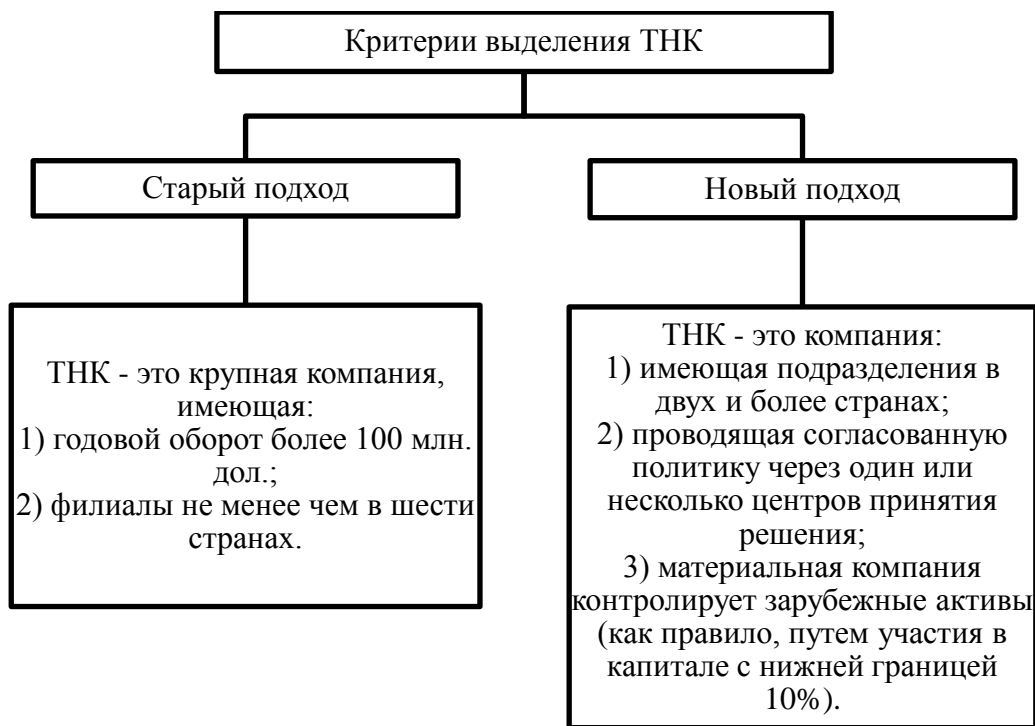 Критерии выделения ТНК
Старый подход
Новый подход
ТНК - это крупная компания,
имеющая:
1) годовой оборот более 100 млн.
дол.;
2) филиалы не менее чем в шести
странах.
ТНК - это компания:
1) имеющая подразделения в
двух и более странах;
2) проводящая согласованную
политику через один или
несколько центров принятия
решения;
3) материальная компания
контролирует зарубежные активы
(как правило, путем участия в
капитале с нижней границей
10%).